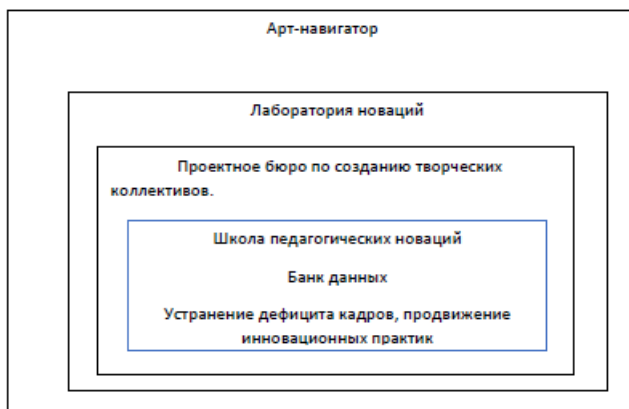 Арт-навигатор
Лаборатория новаций
Проектное бюро по созданию творческих
коллективов.
Школа педагогических новаций
Банк данных
Устранение дефицита кадров, продвижение
инновационных практик